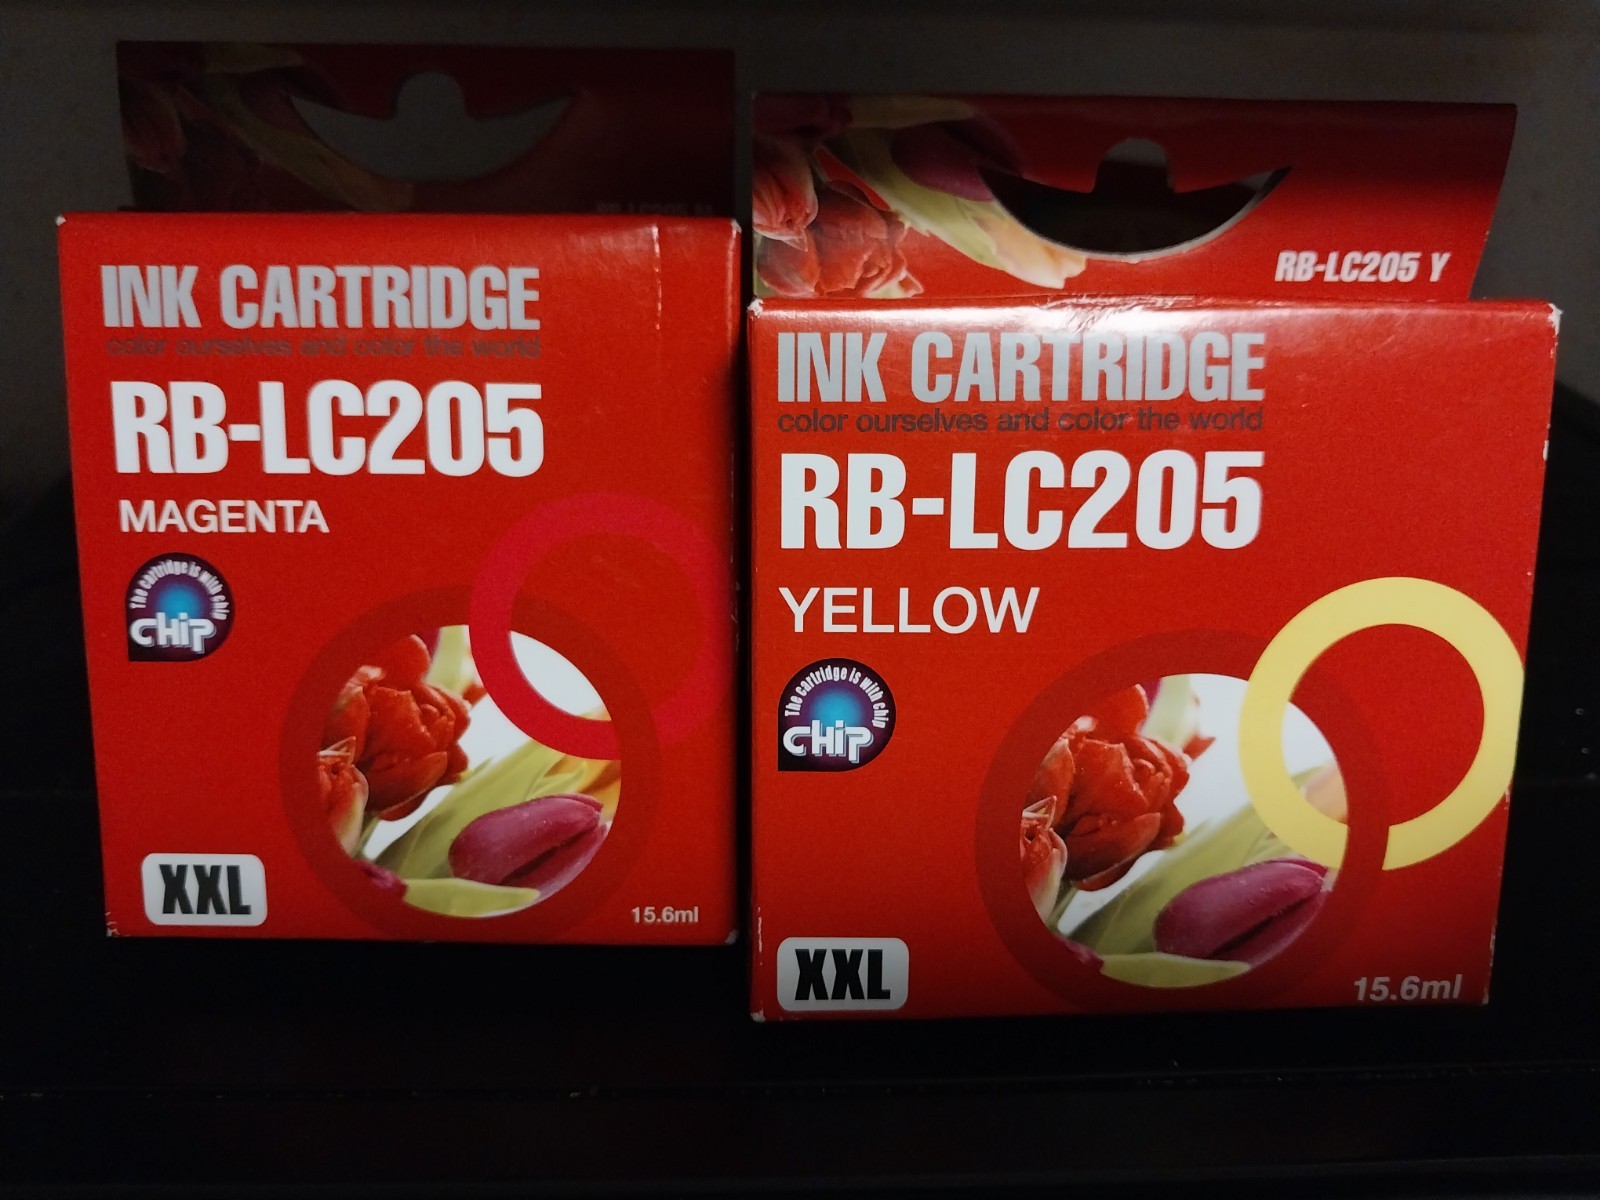 INK CARTRIDGE
color ourselves and color the world
RB-LC205
MAGENTA
The cartridge is with chip
CHIP
XXL
15.6ml
RB-LC205 Y
INK CARTRIDGE
color ourselves and color the world
RB-LC205
YELLOW
The cartridge is with chip
CHIP
XXL
15.6ml